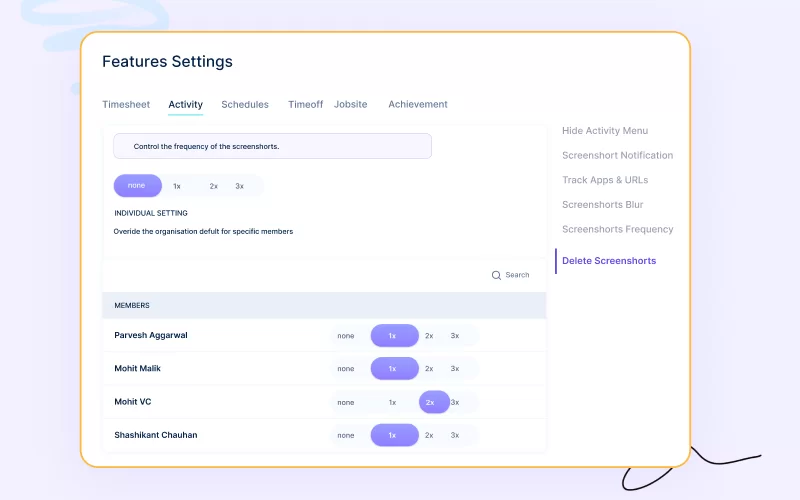 Features Settings
Timesheet Activity Schedules Timeoff Jobsite Achievement
Control the frequency of the screenshorts.
none 1x 2x 3x
INDIVIDUAL SETTING
Overide the organisation defult for specific members
Search
MEMBERS
Parvesh Aggarwal none 1x 2x 3x
Mohit Malik none 1x 2x 3x
Mohit VC none 1x 2x 3x
Shashikant Chauhan none 1x 2x 3x
Hide Activity Menu
Screenshort Notification
Track Apps & URLs
Screenshorts Blur
Screenshorts Frequency
Delete Screenshorts